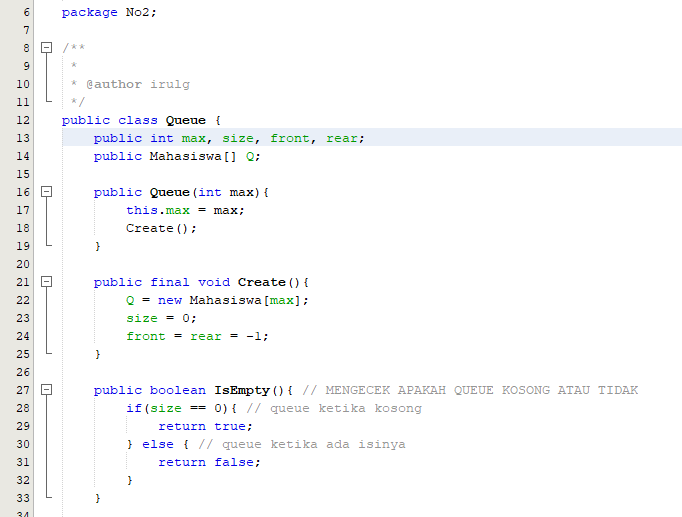 6 package No2;
7
8 /**
9 *
10 * @author irulg
11 */
12 public class Queue {
13 public int max, size, front, rear;
14 public Mahasiswa[] Q;
15
16 public Queue(int max){
17 this.max = max;
18 Create();
19 }
20
21 public final void Create(){
22 Q = new Mahasiswa[max];
23 size = 0;
24 front = rear = -1;
25 }
26
27 public boolean IsEmpty(){ // MENGECEK APAKAH QUEUE KOSONG ATAU TIDAK
28 if(size == 0){ // queue ketika kosong
29 return true;
30 } else { // queue ketika ada isinya
31 return false;
32 }
33 }
34